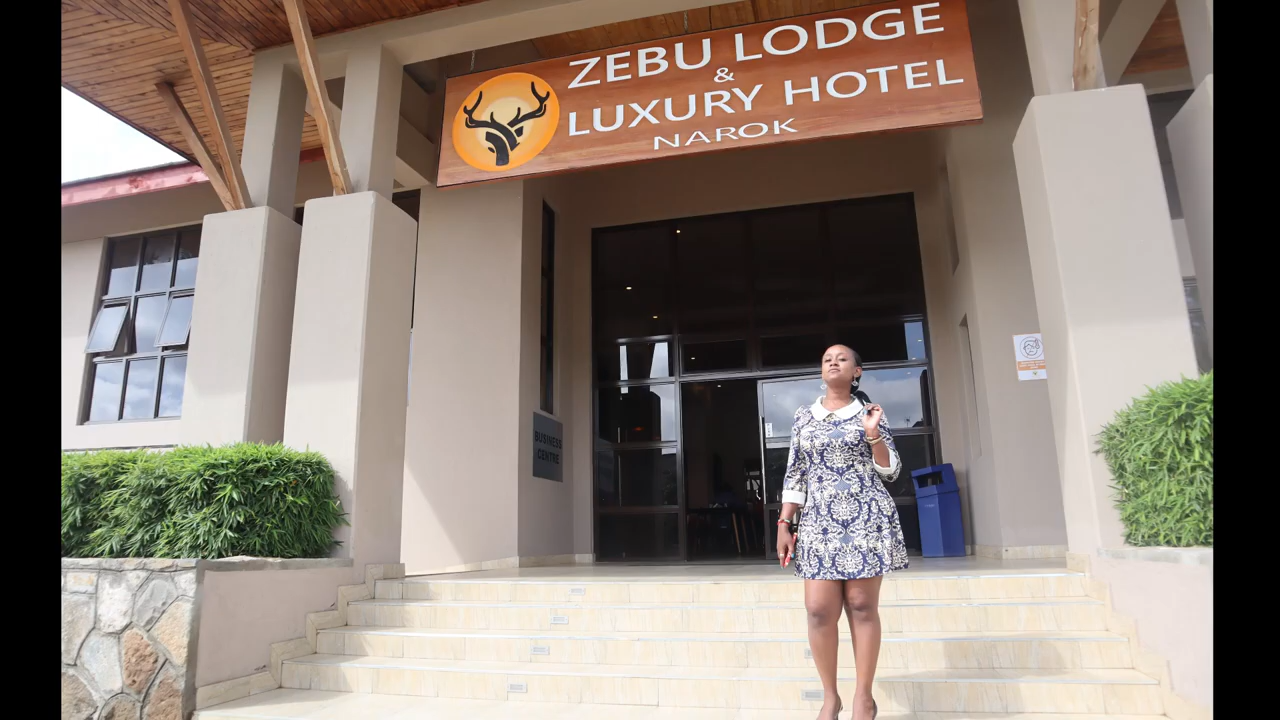 ZEBU LODGE
&
LUXURY HOTEL
NAROK
BUSINESS
CENTRE